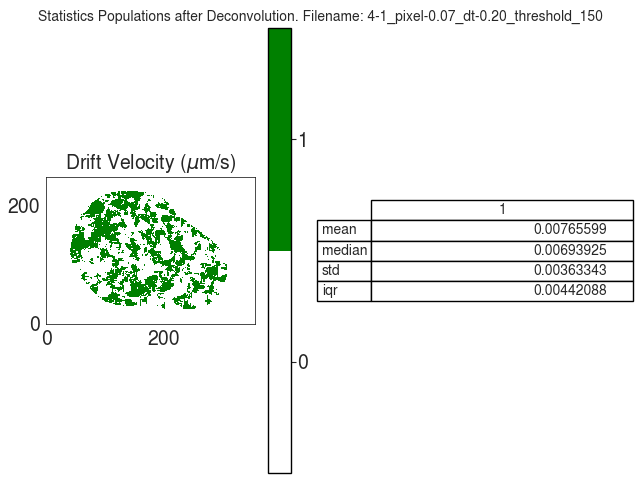 Statistics Populations after Deconvolution. Filename: 4-1_pixel-0.07_dt-0.20_threshold_150
Drift Velocity (μm/s)
200
0
0
200
1
0
1
mean 0.00765599
median 0.00693925
std 0.00363343
iqr 0.00442088